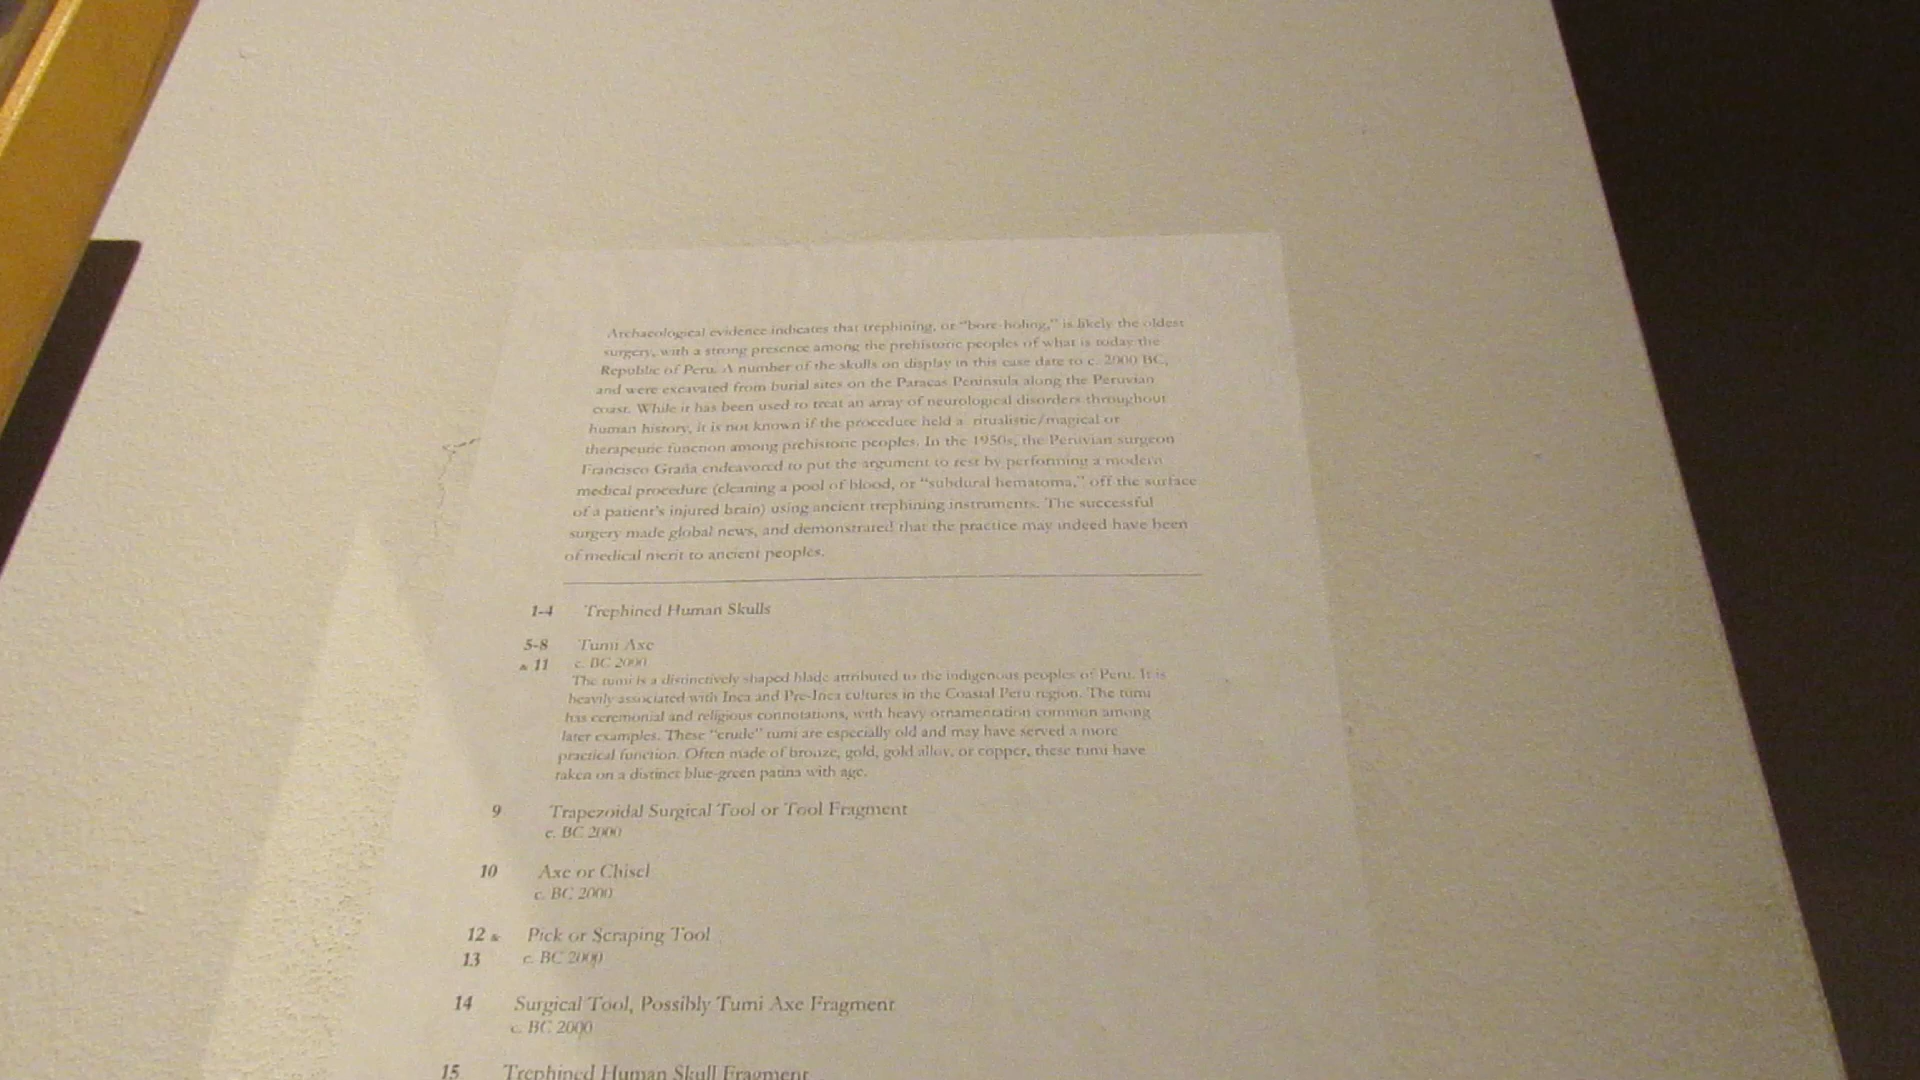 Archaeological evidence indicates that trephining, or "bore-holing," is likely the oldest
surgery, with a strong presence among the prehistoric peoples of what is today the
Republic of Peru. A number of the skulls on display in this case date to c. 2000 BC,
and were excavated from burial sites on the Paracas Peninsula along the Peruvian
coast. While it has been used to treat an array of neurological disorders throughout
human history, it is not known if the procedure held a ritualistic/magical or
therapeutic function among prehistoric peoples. In the 1950s, the Peruvian surgeon
Francisco Graña endeavored to put the argument to rest by performing a modern
medical procedure (cleaning a pool of blood, or "subdural hematoma," off the surface
of a patient's injured brain) using ancient trephining instruments. The successful
surgery made global news, and demonstrated that the practice may indeed have been
of medical merit to ancient peoples.
1-4 Trephined Human Skulls
5-8 Tumi Axe
& 11 c. BC 2000
The tumi is a distinctively shaped blade attributed to the indigenous peoples of Peru. It is
heavily associated with Inca and Pre-Inca cultures in the Coastal Peru region. The tumi
has ceremonial and religious connotations, with heavy ornamentation common among
later examples. These "crude" tumi are especially old and may have served a more
practical function. Often made of bronze, gold, gold alloy, or copper, these tumi have
taken on a distinct blue-green patina with age.
9 Trapezoidal Surgical Tool or Tool Fragment
c. BC 2000
10 Axe or Chisel
c. BC 2000
12 & Pick or Scraping Tool
13 c. BC 2000
14 Surgical Tool, Possibly Tumi Axe Fragment
c. BC 2000
15 Trephined Human Skull Fragment